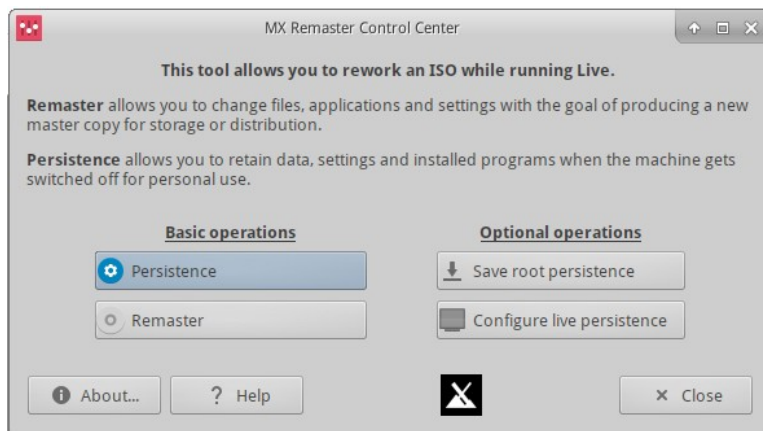 MX Remaster Control Center
This tool allows you to rework an ISO while running Live.
Remaster allows you to change files, applications and settings with the goal of producing a new
master copy for storage or distribution.
Persistence allows you to retain data, settings and installed programs when the machine gets
switched off for personal use.
Basic operations
Optional operations
Persistence
Save root persistence
Remaster
Configure live persistence
About...
? Help
Close